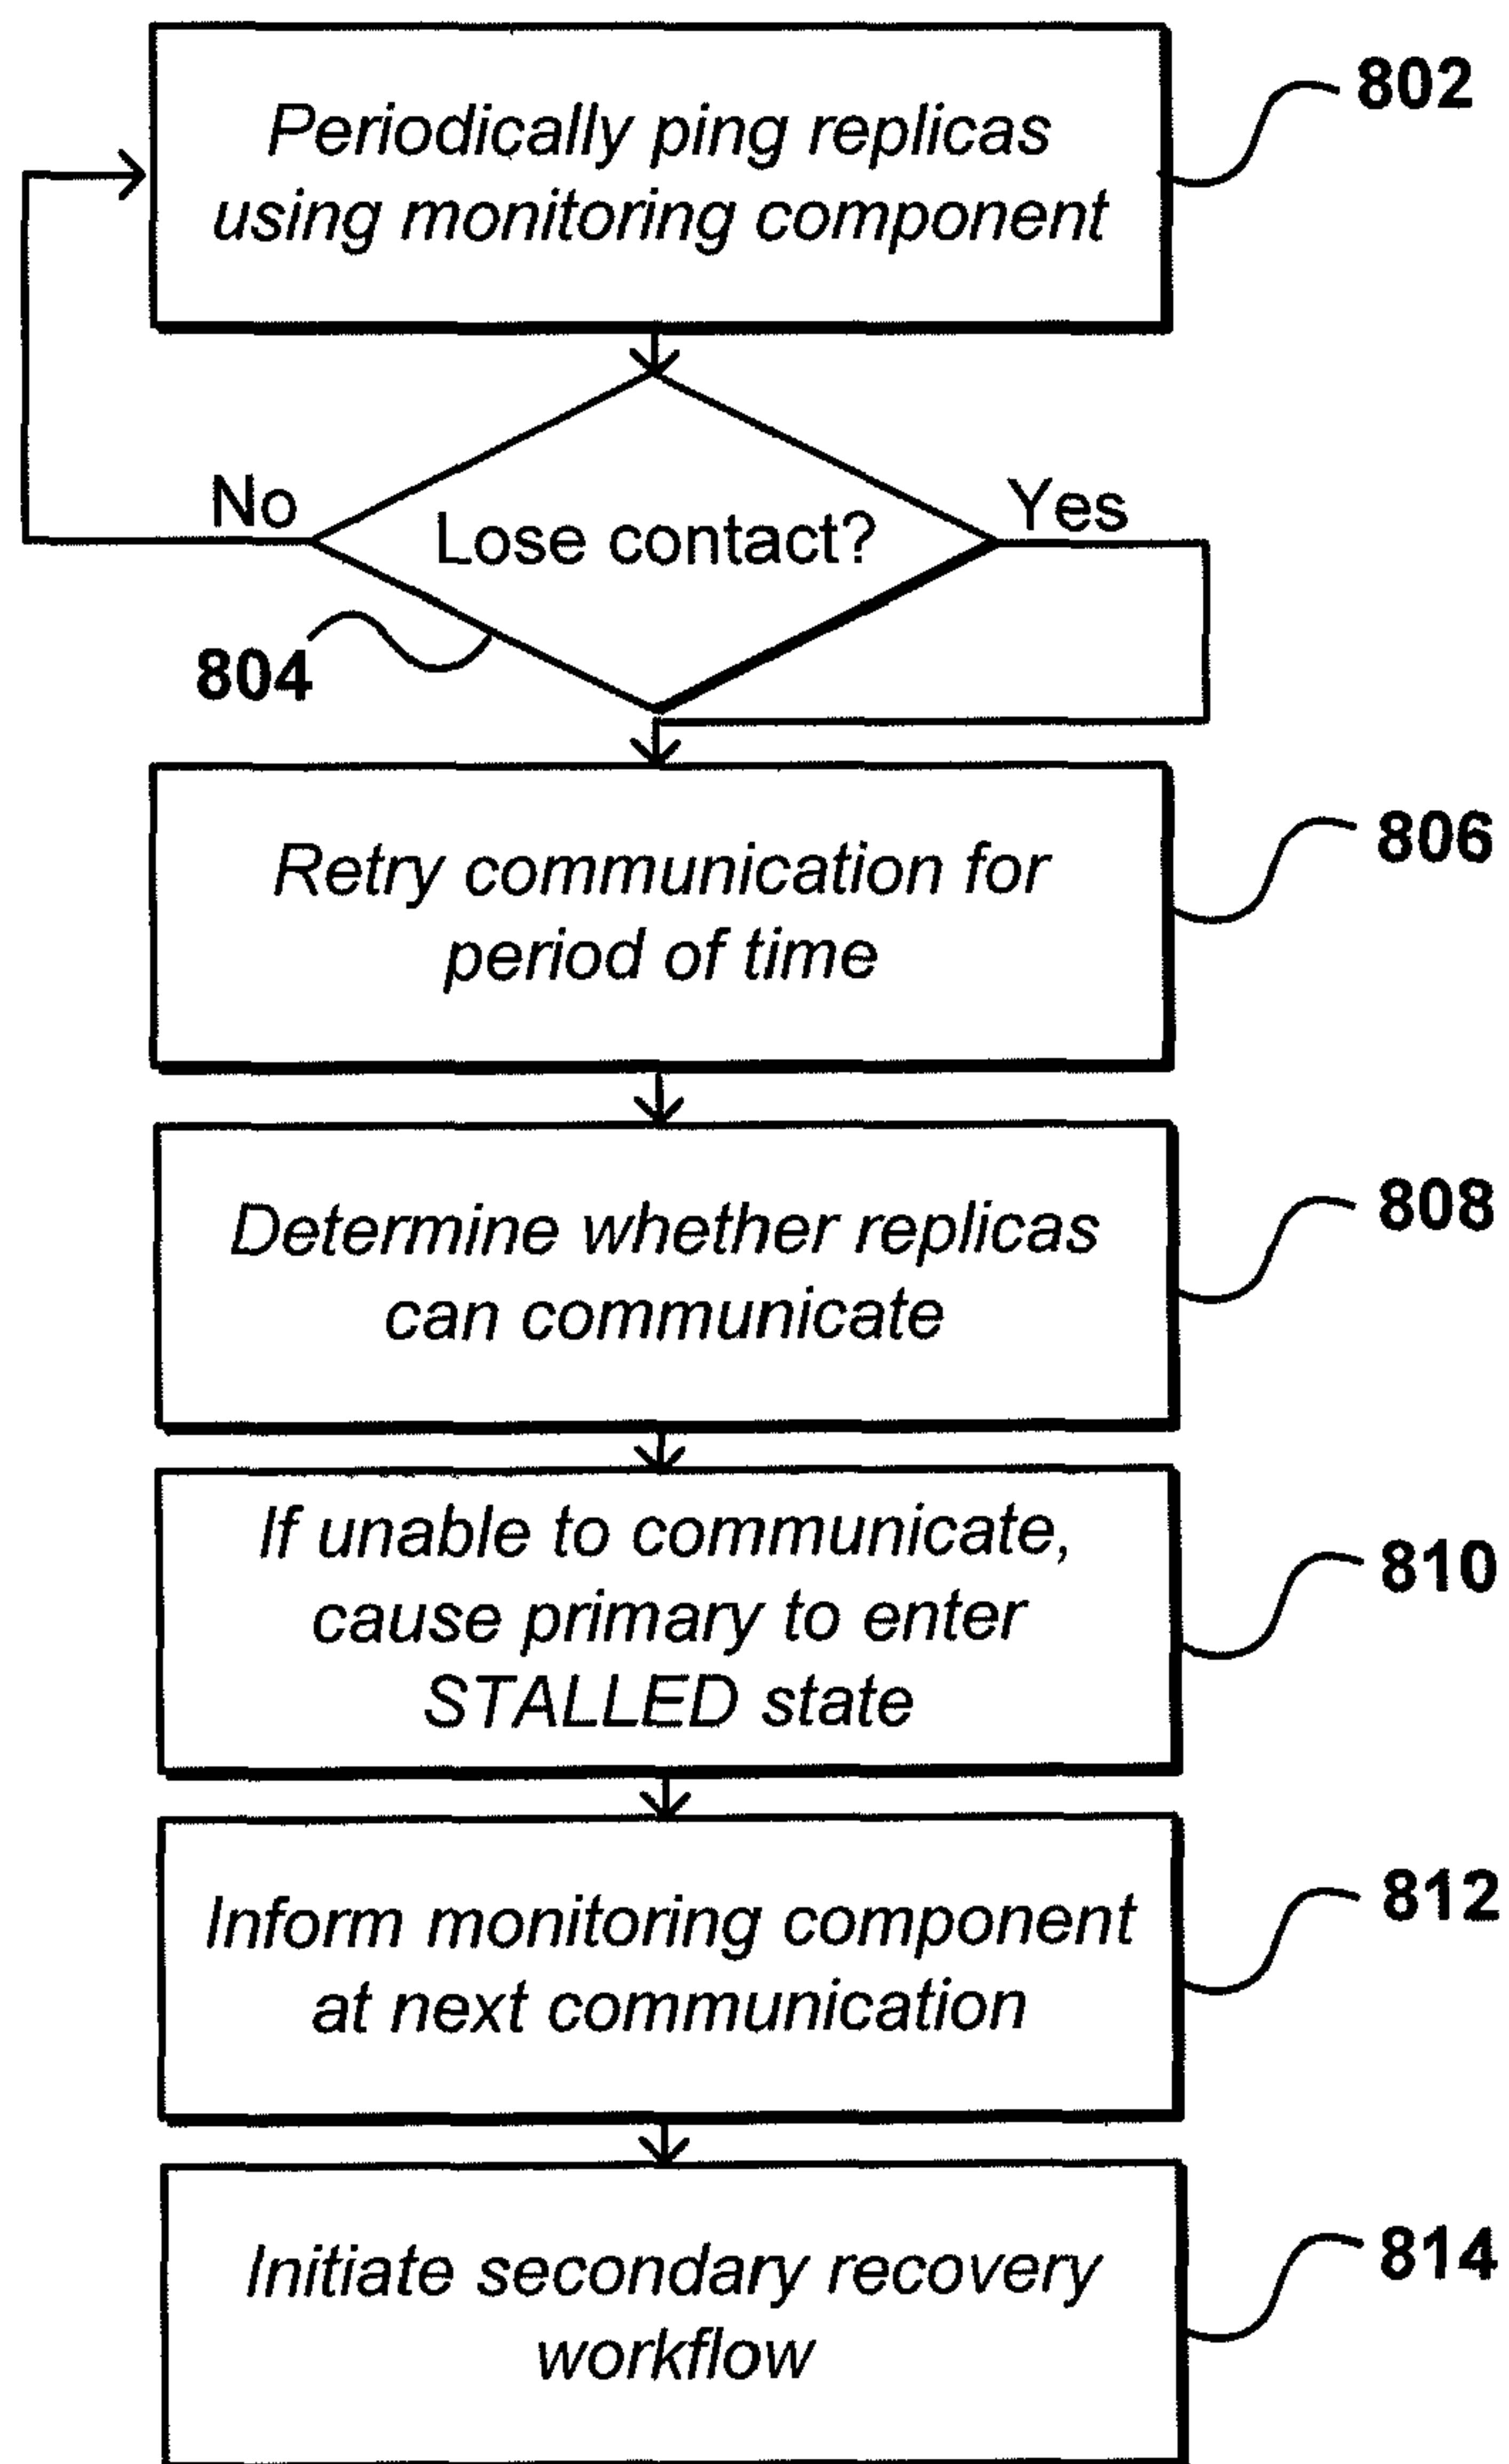 802
Periodically ping replicas
using monitoring component
No
Lose contact?
Yes
804
806
Retry communication for
period of time
808
Determine whether replicas
can communicate
If unable to communicate,
cause primary to enter
STALLED state
810
812
Inform monitoring component
at next communication
814
Initiate secondary recovery
workflow